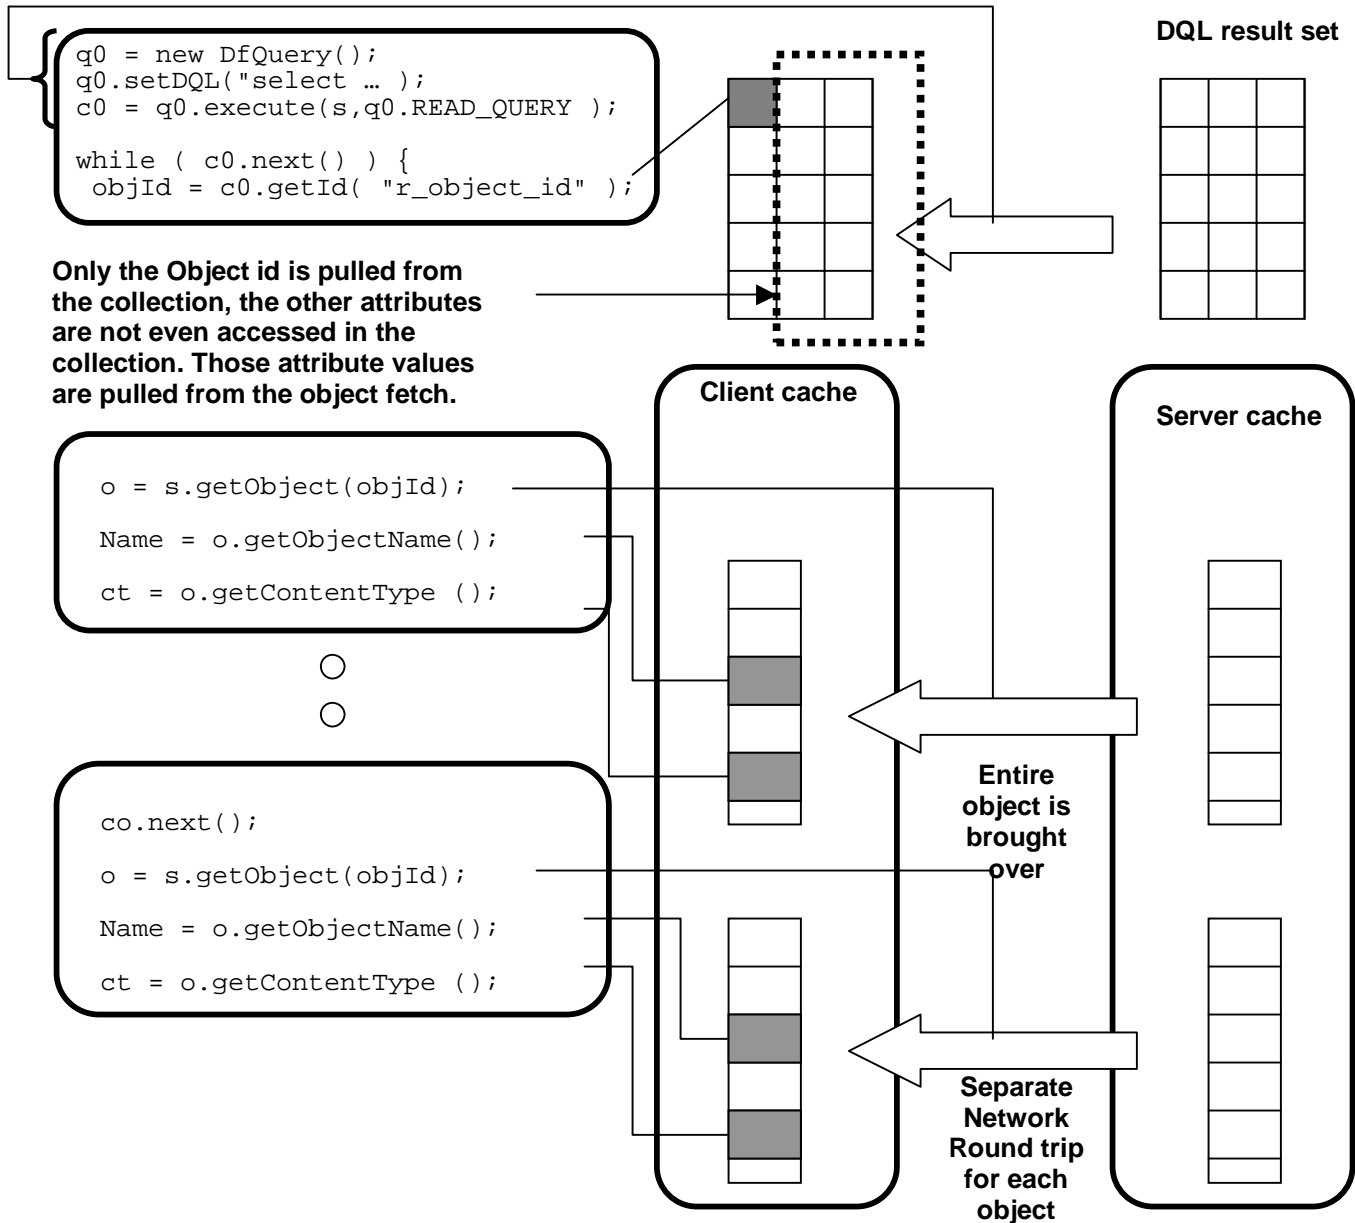 DQL result set
q0 = new DfQuery();
q0.setDQL("select … );
c0 = q0.execute(s,q0.READ_QUERY );
while ( c0.next() ) {
objId = c0.getId( "r_object_id" );
Only the Object id is pulled from
the collection, the other attributes
are not even accessed in the
collection. Those attribute values
are pulled from the object fetch.
Client cache
Server cache
o = s.getObject(objId);
Name = o.getObjectName();
ct = o.getContentType ();
Entire
object is
brought
over
co.next();
o = s.getObject(objId);
Name = o.getObjectName();
ct = o.getContentType ();
Separate
Network
Round trip
for each
object